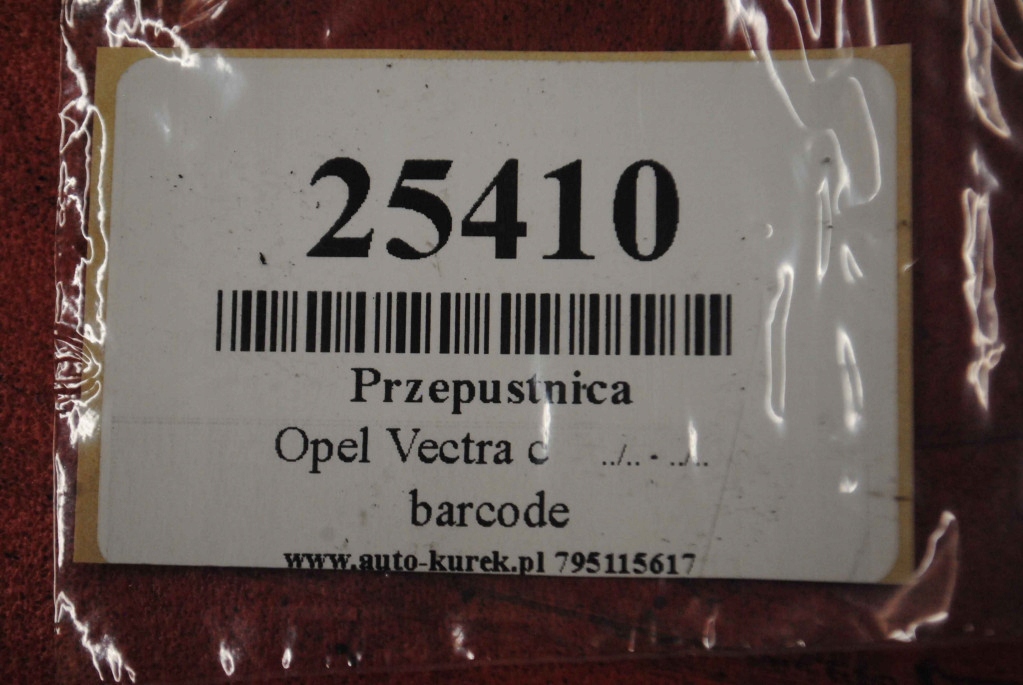 25410
Przepustnica
Opel Vectra c ../.. - ../..
barcode
www.auto-kurek.pl 795115617